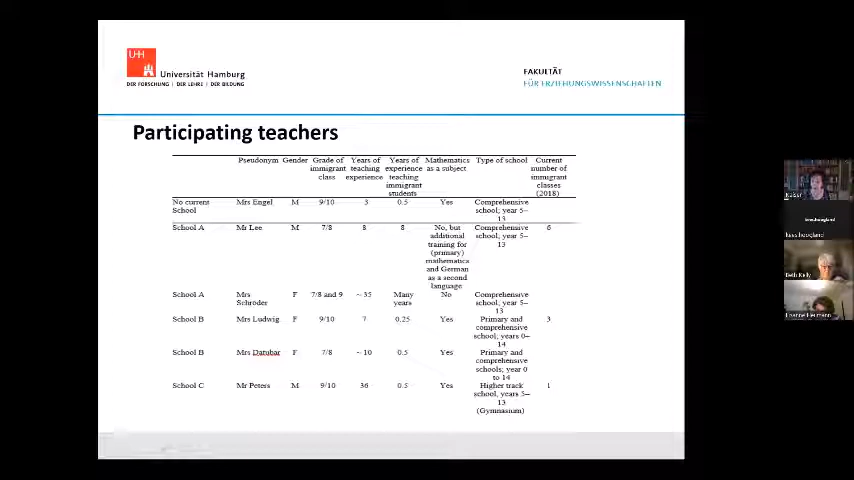 U+H
Universität Hamburg
DER FORSCHUNG | DER LEHRE | DER BILDUNG
FAKULTÄT
FÜR ERZIEHUNGSWISSENSCHAFTEN
Participating teachers
Pseudonym Gender Grade of immigrant class Years of teaching experience Years of experience teaching immigrant students Mathematics as a subject Type of school Current number of immigrant classes (2018)
No current School Mrs Engel M 9/10 3 0.5 Yes Comprehensive school; year 5–13
School A Mr Lee M 7/8 8 8 No, but additional training for (primary) mathematics and German as a second language Comprehensive school; year 5–13 6
School A Mrs Schröder F 7/8 and 9 ~ 35 Many years No Comprehensive school; year 5–13
School B Mrs Ludwig F 9/10 7 0.25 Yes Primary and comprehensive school; years 0–14 3
School B Mrs Datubar F 7/8 ~ 10 0.5 Yes Primary and comprehensive schools; year 0 to 14
School C Mr Peters M 9/10 36 0.5 Yes Higher track school, years 5–13 (Gymnasium) 1
Kaiser
kees hoogland
Beth Kelly